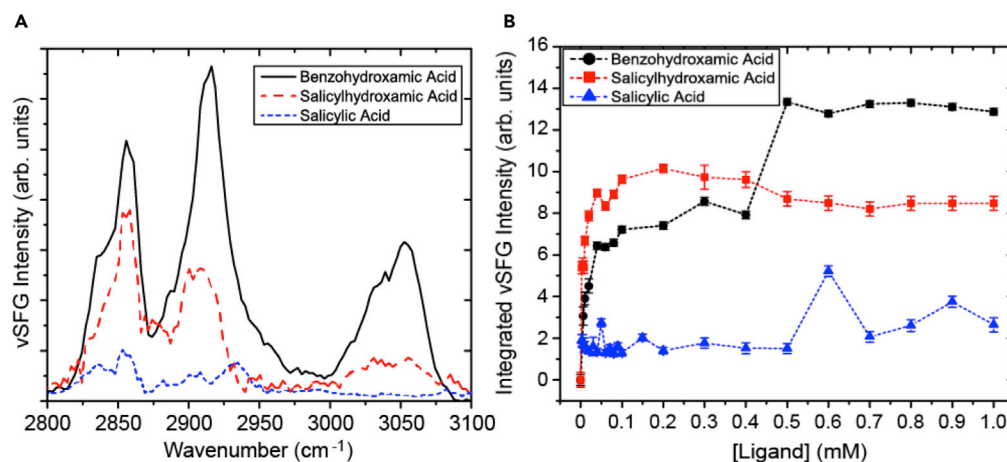 A
vSFG Intensity (arb. units)
Benzohydroxamic Acid
Salicylhydroxamic Acid
Salicylic Acid
2800 2850 2900 2950 3000 3050 3100
Wavenumber (cm⁻¹)
B
Integrated vSFG Intensity (arb. units)
16
14
12
10
8
6
4
2
0
Benzohydroxamic Acid
Salicylhydroxamic Acid
Salicylic Acid
0 0.1 0.2 0.3 0.4 0.5 0.6 0.7 0.8 0.9 1.0
[Ligand] (mM)